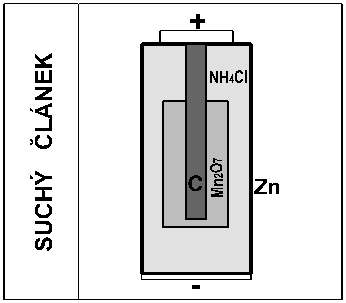 SUCHÝ ČLÁNEK
+
NH4Cl
C
Mn2O7
Zn
-